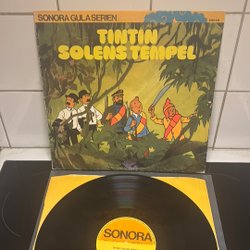 SONORA GULA SERIEN
TINTIN
SOLENS TEMPEL
SONORA